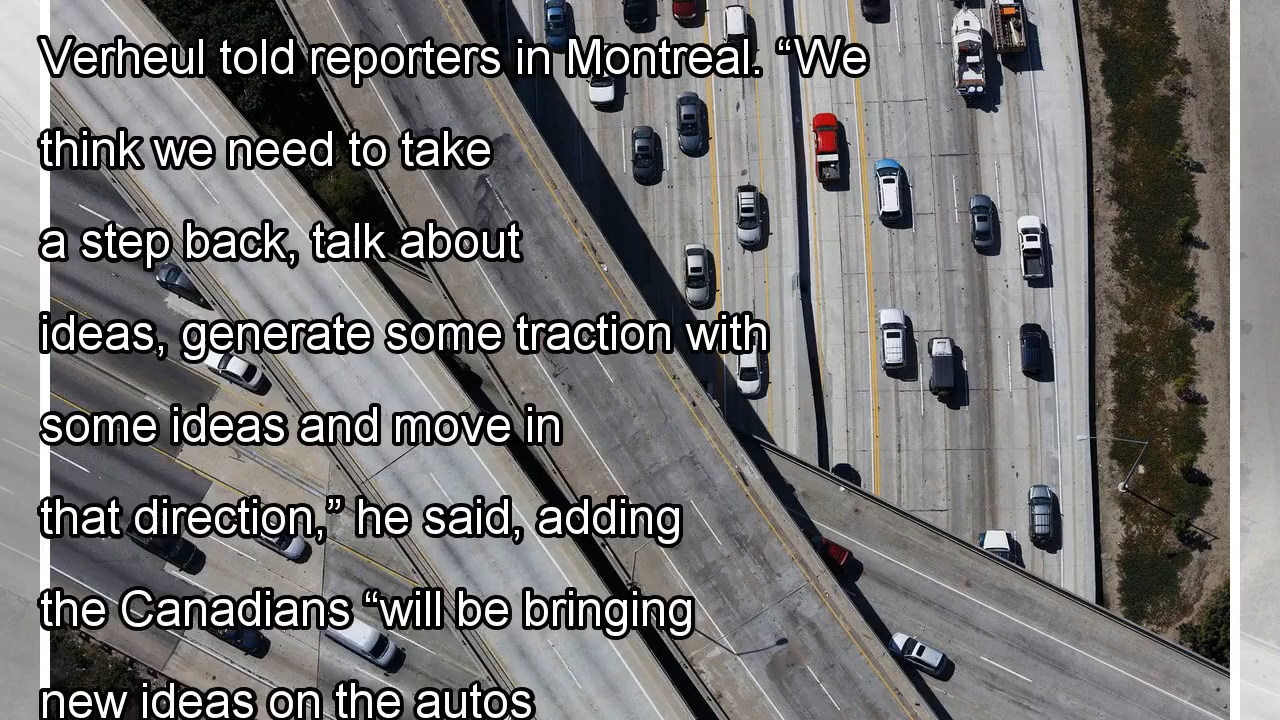 Verheul told reporters in Montreal. “We
think we need to take
a step back, talk about
ideas, generate some traction with
some ideas and move in
that direction,” he said, adding
the Canadians “will be bringing
new ideas on the autos